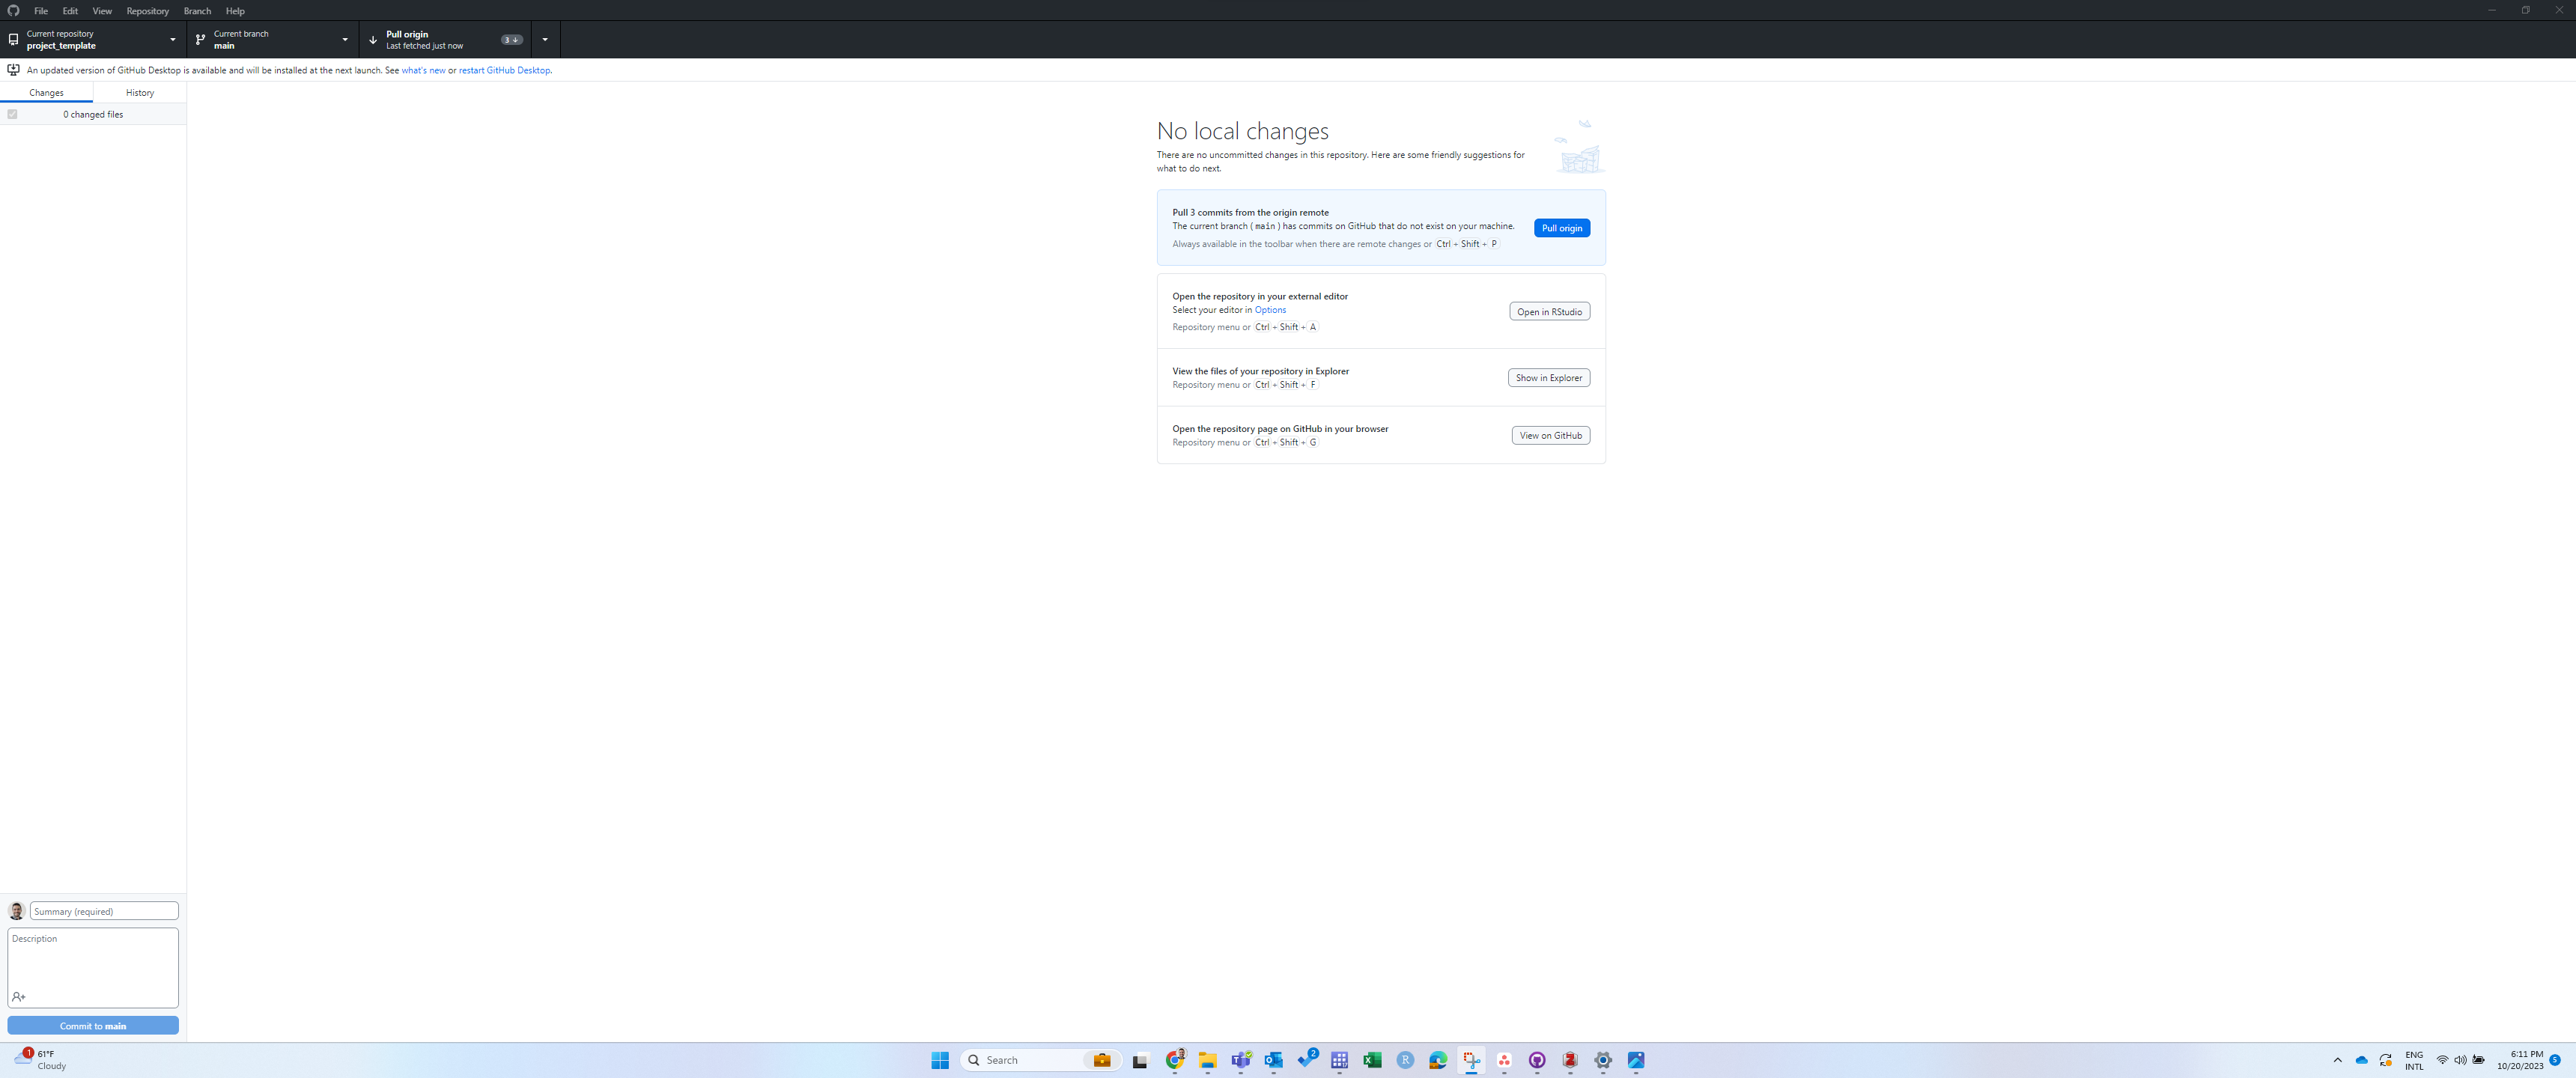 File Edit View Repository Branch Help
Current repository
project_template
Current branch
main
Pull origin
Last fetched just now
3
An updated version of GitHub Desktop is available and will be installed at the next launch. See what's new or restart GitHub Desktop.
Changes History
0 changed files
No local changes
There are no uncommitted changes in this repository. Here are some friendly suggestions for
what to do next.
Pull 3 commits from the origin remote
The current branch ( main ) has commits on GitHub that do not exist on your machine.
Always available in the toolbar when there are remote changes or Ctrl + Shift + P
Pull origin
Open the repository in your external editor
Select your editor in Options
Repository menu or Ctrl + Shift + A
Open in RStudio
View the files of your repository in Explorer
Repository menu or Ctrl + Shift + F
Show in Explorer
Open the repository page on GitHub in your browser
Repository menu or Ctrl + Shift + G
View on GitHub
Summary (required)
Description
Commit to main
1
61°F
Cloudy
Search
2
ENG
INTL
6:11 PM
10/20/2023
5